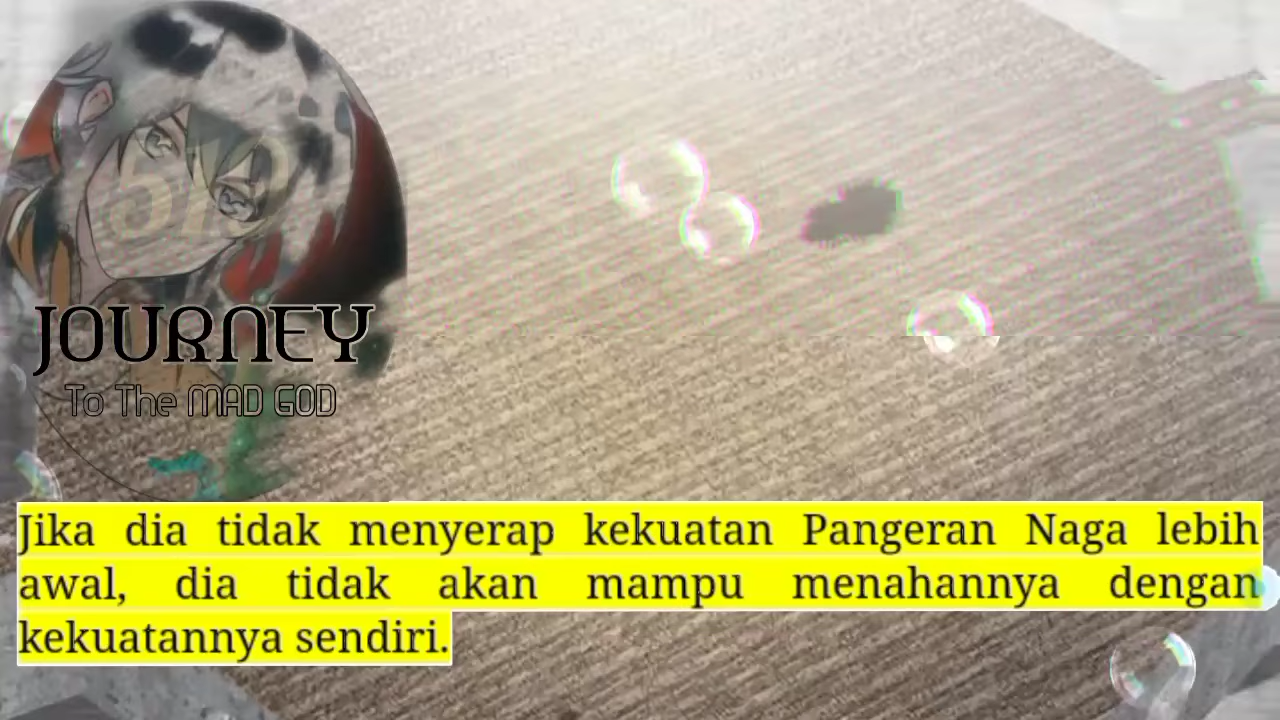 JOURNEY
To The MAD GOD
Jika dia tidak menyerap kekuatan Pangeran Naga lebih
awal, dia tidak akan mampu menahannya dengan
kekuatannya sendiri.